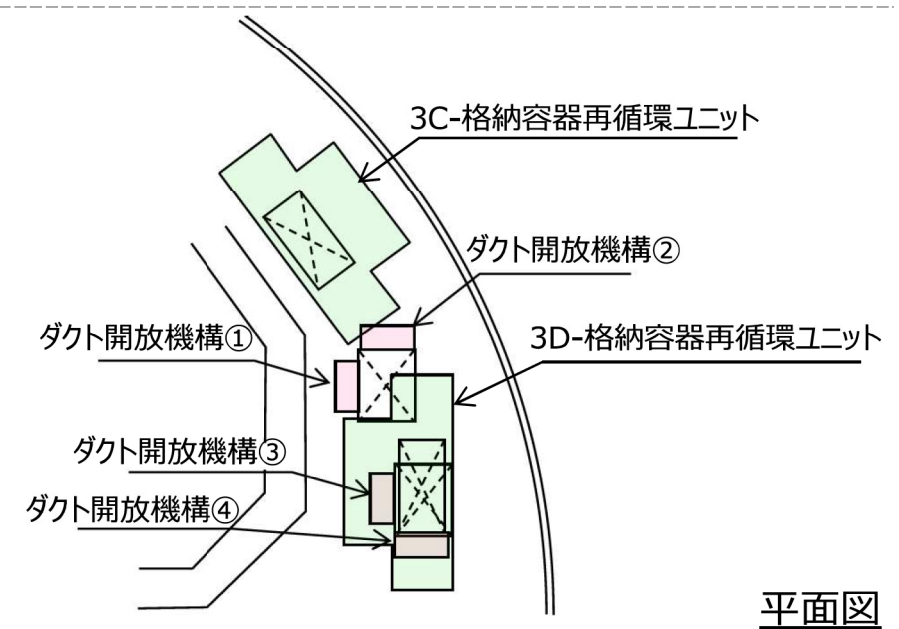 3C-格納容器再循環ユニット
ダクト開放機構②
ダクト開放機構①
3D-格納容器再循環ユニット
ダクト開放機構③
ダクト開放機構④
平面図